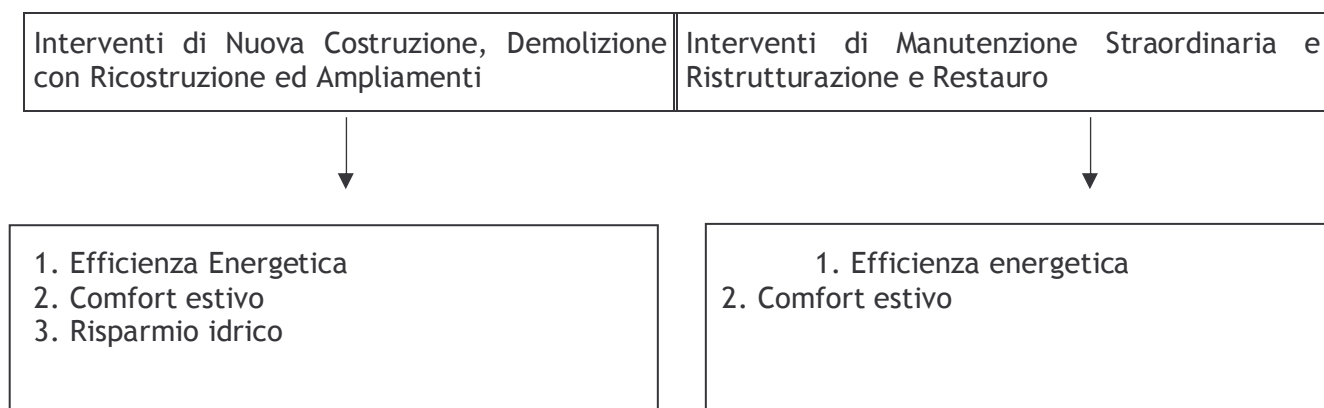 Interventi di Nuova Costruzione, Demolizione
con Ricostruzione ed Ampliamenti
Interventi di Manutenzione Straordinaria e
Ristrutturazione e Restauro
1. Efficienza Energetica
2. Comfort estivo
3. Risparmio idrico
1. Efficienza energetica
2. Comfort estivo